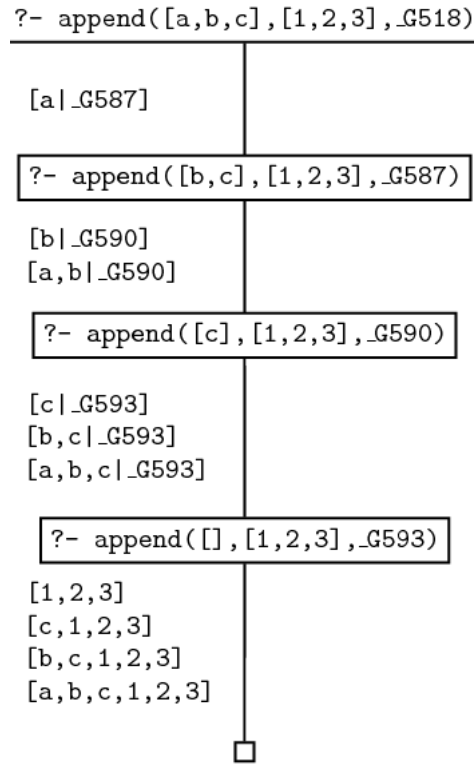 ?- append([a,b,c],[1,2,3],_G518)
[a|_G587]
?- append([b,c],[1,2,3],_G587)
[b|_G590]
[a,b|_G590]
?- append([c],[1,2,3],_G590)
[c|_G593]
[b,c|_G593]
[a,b,c|_G593]
?- append([],[1,2,3],_G593)
[1,2,3]
[c,1,2,3]
[b,c,1,2,3]
[a,b,c,1,2,3]